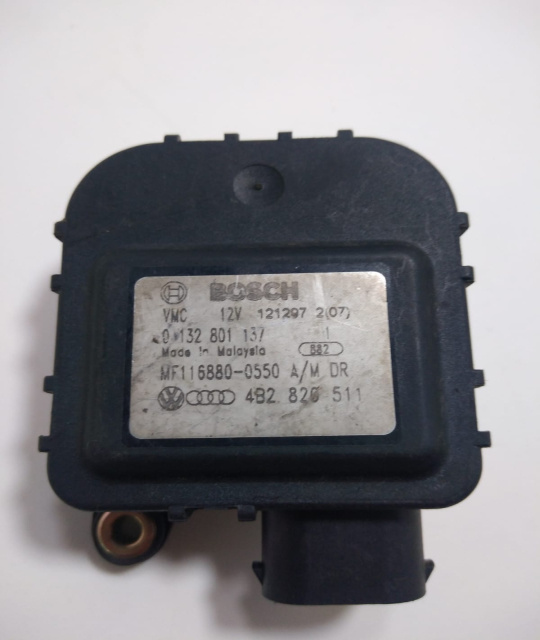 BOSCH
VMC 12V 121297 2(07)
0 132 801 137 1
Made in Malaysia 882
MF116880-0550 A/M DR
4B2 820 511